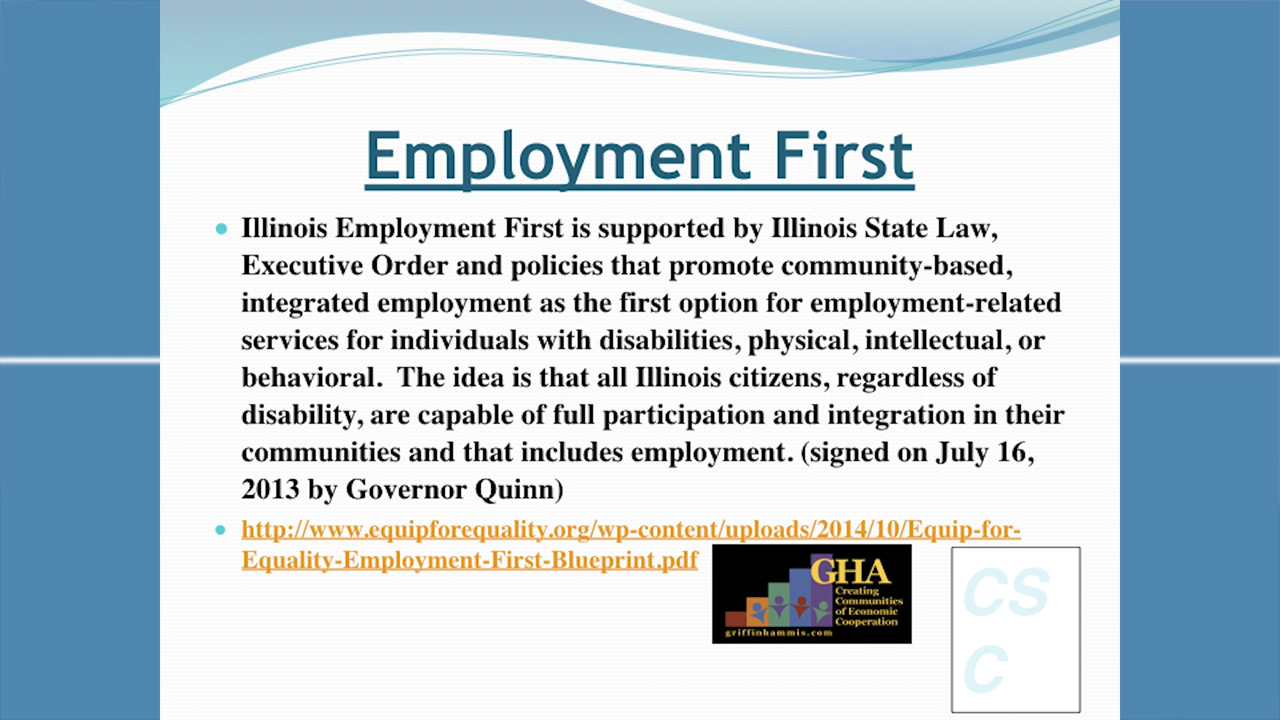 Employment First
Illinois Employment First is supported by Illinois State Law,
Executive Order and policies that promote community-based,
integrated employment as the first option for employment-related
services for individuals with disabilities, physical, intellectual, or
behavioral.  The idea is that all Illinois citizens, regardless of
disability, are capable of full participation and integration in their
communities and that includes employment. (signed on July 16,
2013 by Governor Quinn)
http://www.equipforequality.org/wp-content/uploads/2014/10/Equip-for-
Equality-Employment-First-Blueprint.pdf
GHA
Creating
Communities
of Economic
Cooperation
griffinhammis.com
CS
C